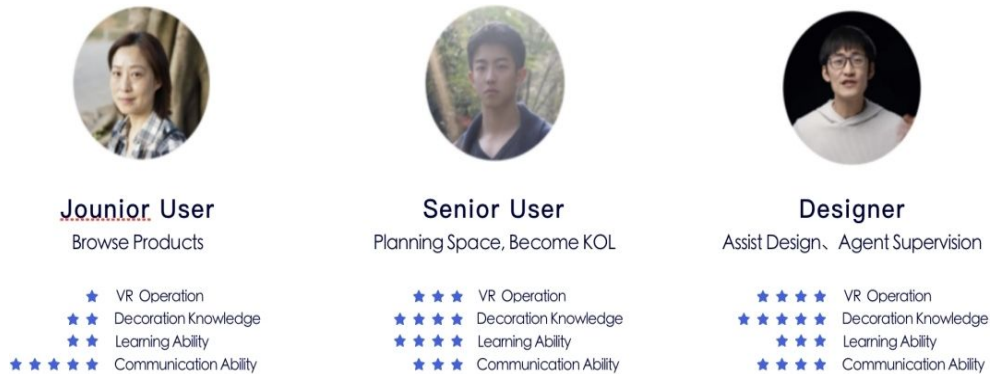 Jounior User
Browse Products
VR Operation
Decoration Knowledge
Learning Ability
Communication Ability
Senior User
Planning Space, Become KOL
VR Operation
Decoration Knowledge
Learning Ability
Communication Ability
Designer
Assist Design、Agent Supervision
VR Operation
Decoration Knowledge
Learning Ability
Communication Ability